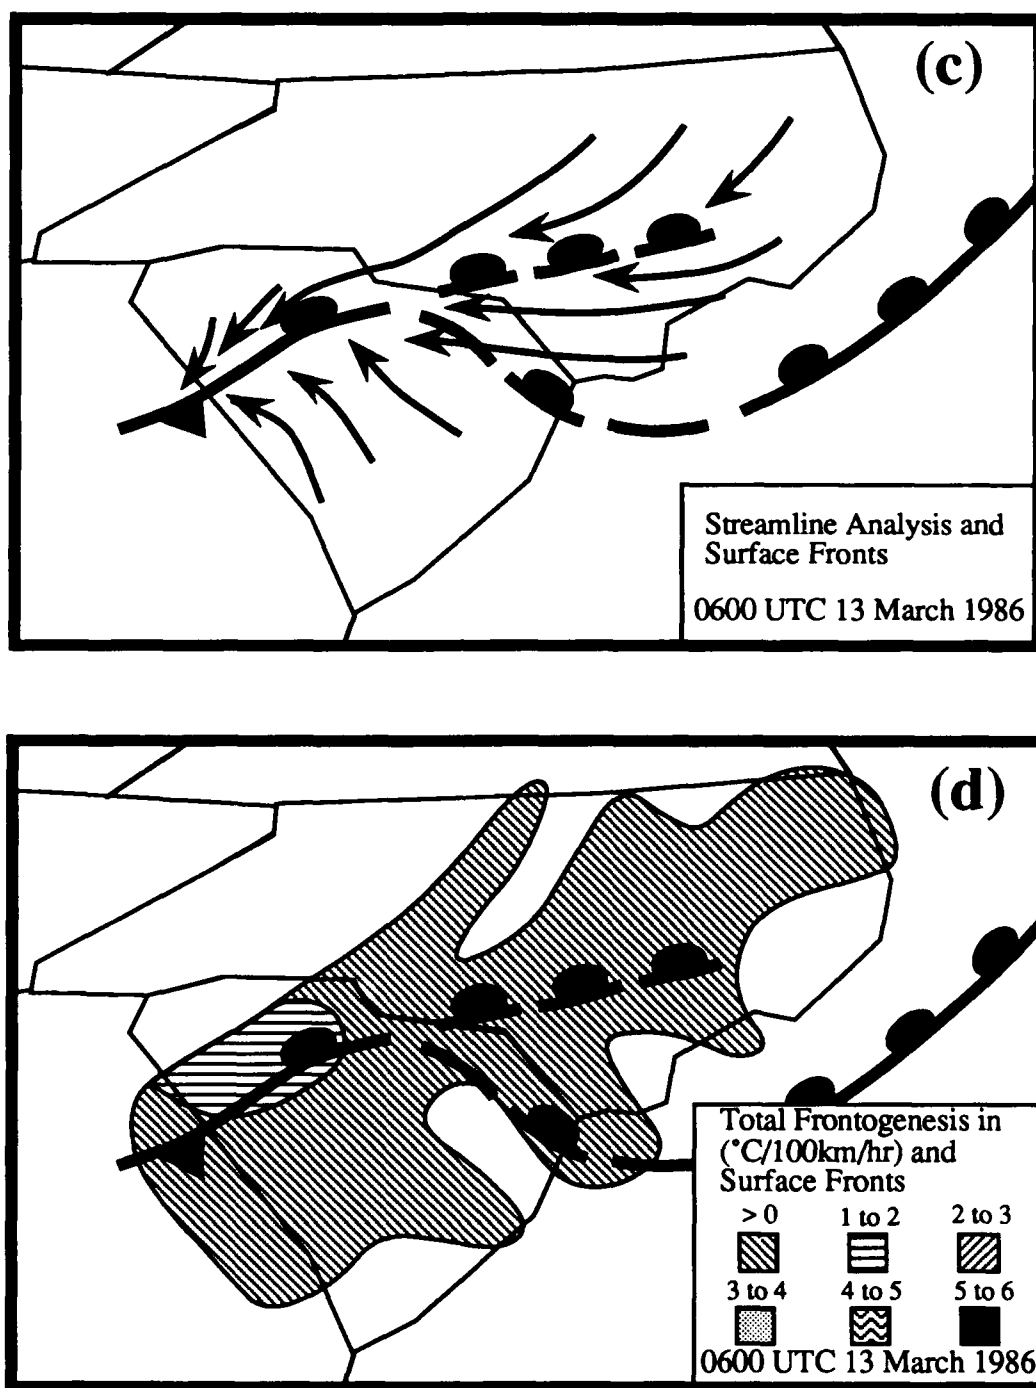 (c)
Streamline Analysis and
Surface Fronts
0600 UTC 13 March 1986
(d)
Total Frontogenesis in
(°C/100km/hr) and
Surface Fronts
> 0 1 to 2 2 to 3
3 to 4 4 to 5 5 to 6
0600 UTC 13 March 1986